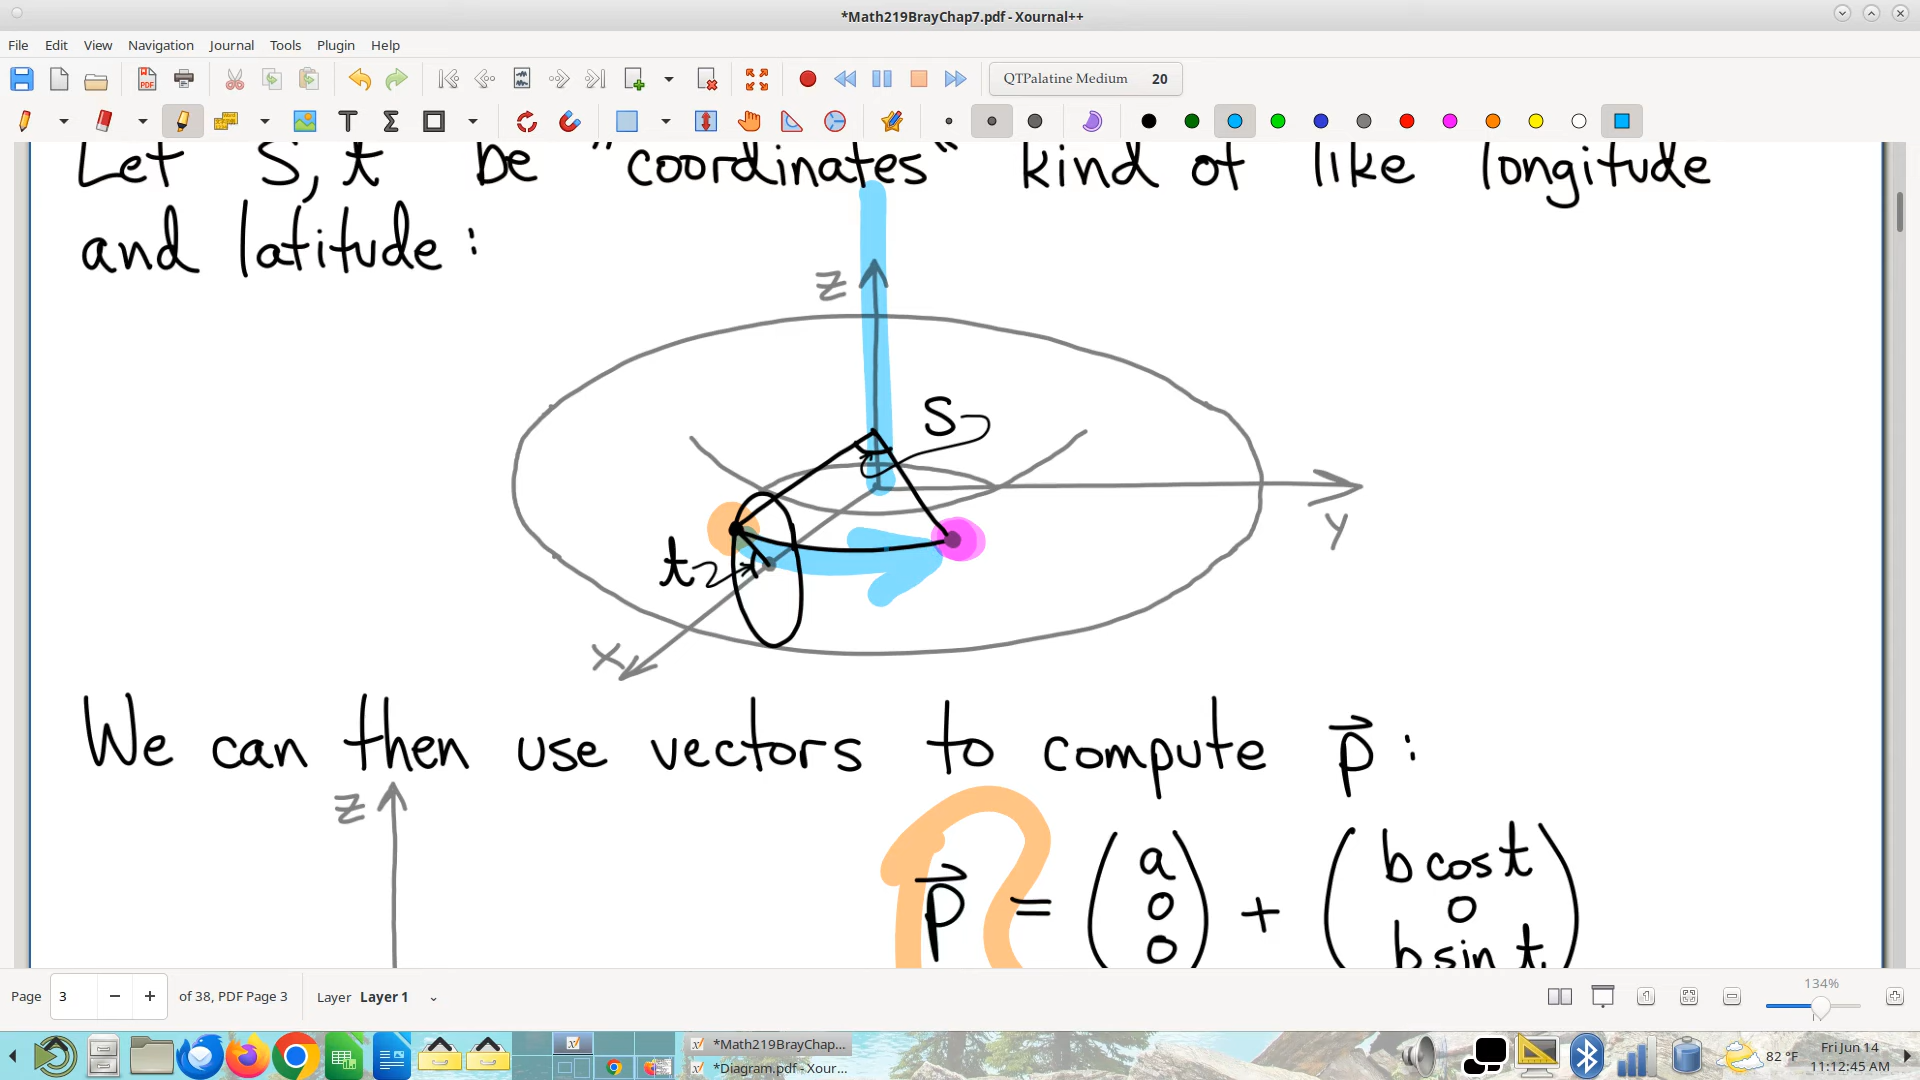 *Math219BrayChap7.pdf - Xournal++
File Edit View Navigation Journal Tools Plugin Help
QTPalatine Medium 20
Let S, t be "coordinates" kind of like longitude
and latitude:
z
S
t
y
x
We can then use vectors to compute p⃗ :
z
p⃗ = (a 0 0) + (b cos t 0 b sin t)
Page 3 of 38, PDF Page 3 Layer Layer 1
134%
*Math219BrayChap...
*Diagram.pdf - Xour...
82 °F
Fri Jun 14
11:12:45 AM